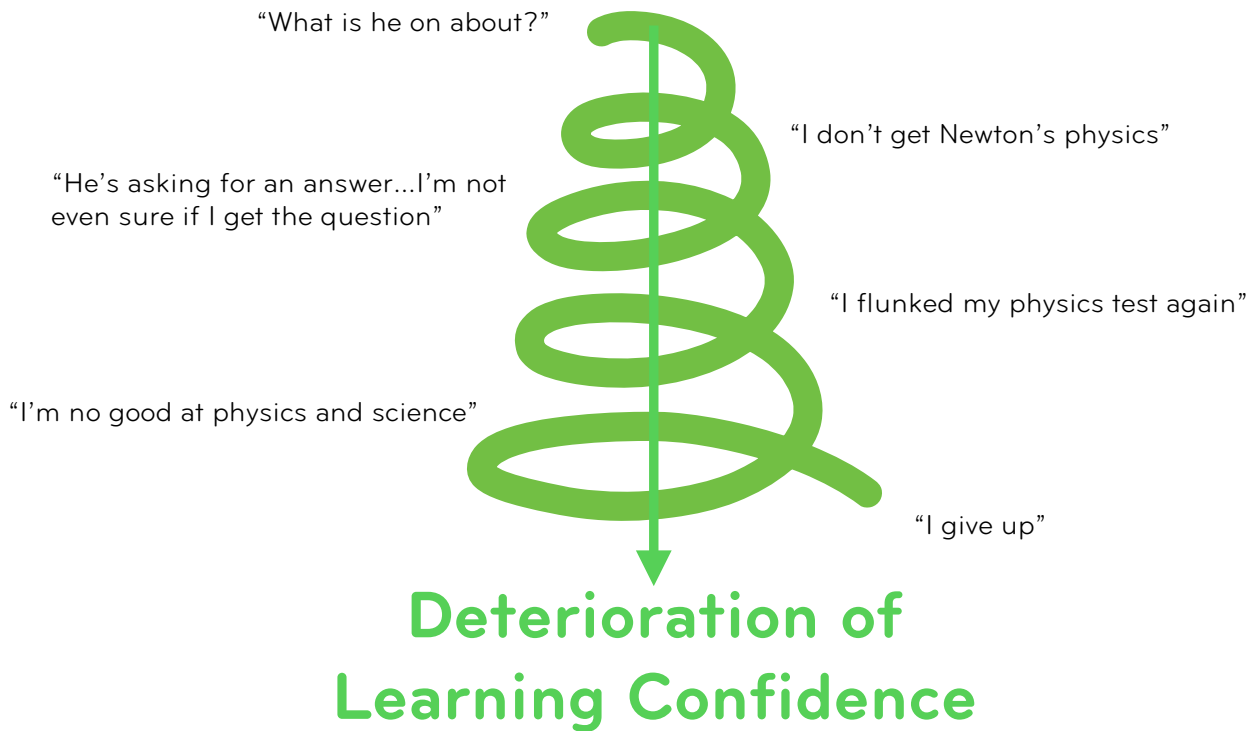 “What is he on about?”
“I don’t get Newton’s physics”
“He’s asking for an answer...I’m not
even sure if I get the question”
“I flunked my physics test again”
“I’m no good at physics and science”
“I give up”
Deterioration of
Learning Confidence